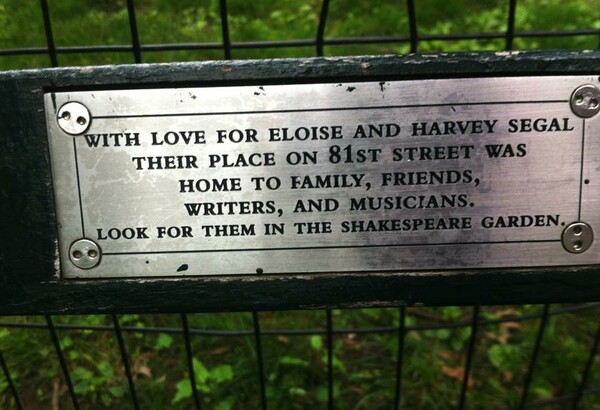 WITH LOVE FOR ELOISE AND HARVEY SEGAL
THEIR PLACE ON 81ST STREET WAS
HOME TO FAMILY, FRIENDS,
WRITERS, AND MUSICIANS.
LOOK FOR THEM IN THE SHAKESPEARE GARDEN.